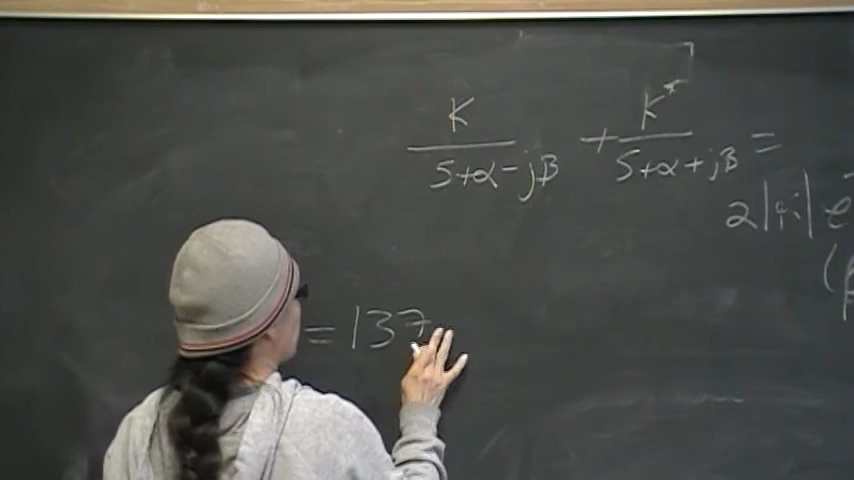 K K*
S+α-jβ + S+α+jβ =
2|K| e
(β
= 137